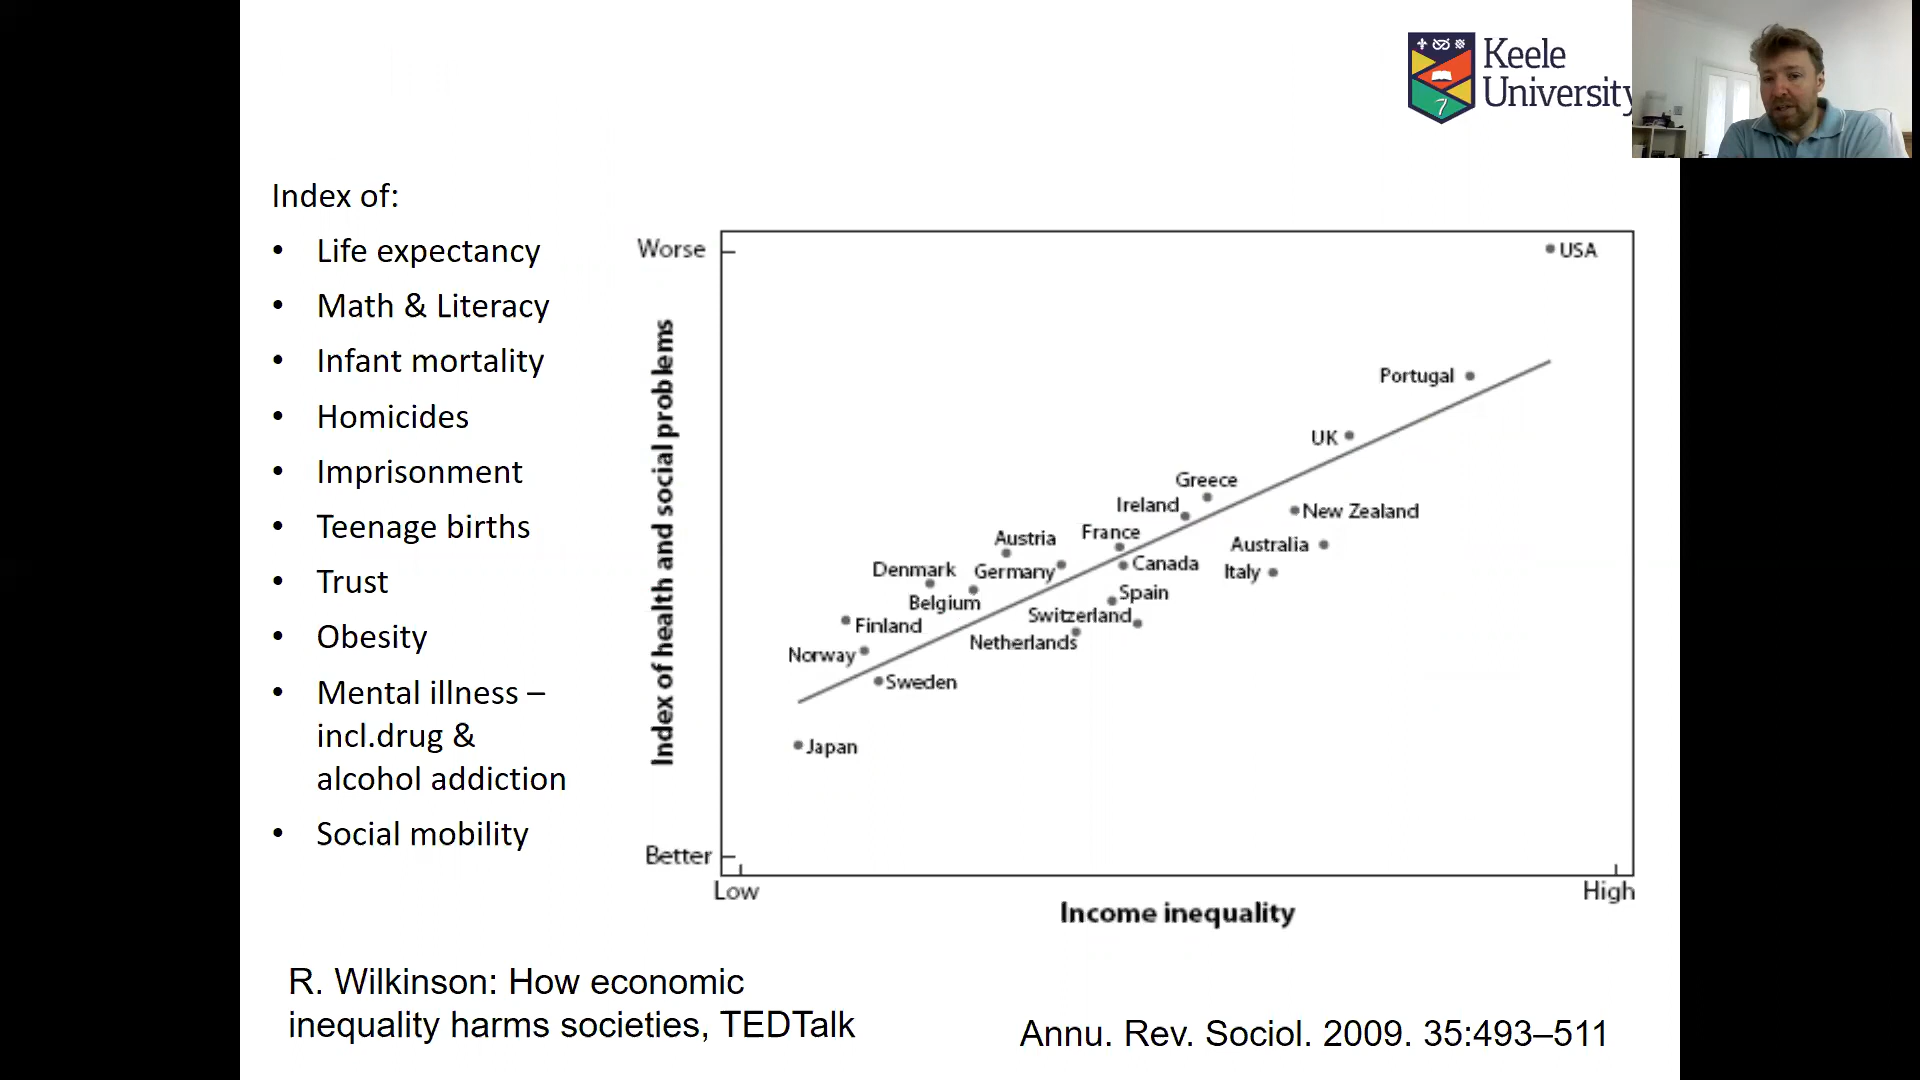 Keele
University
Index of:
• Life expectancy
• Math & Literacy
• Infant mortality
• Homicides
• Imprisonment
• Teenage births
• Trust
• Obesity
• Mental illness –
incl.drug &
alcohol addiction
• Social mobility
Worse
Index of health and social problems
Better
USA
Portugal
UK
Greece
Ireland
New Zealand
France
Austria
Australia
Canada
Italy
Denmark
Germany
Belgium
Spain
Switzerland
Finland
Netherlands
Norway
Sweden
Japan
Low
High
Income inequality
R. Wilkinson: How economic
inequality harms societies, TEDTalk
Annu. Rev. Sociol. 2009. 35:493–511